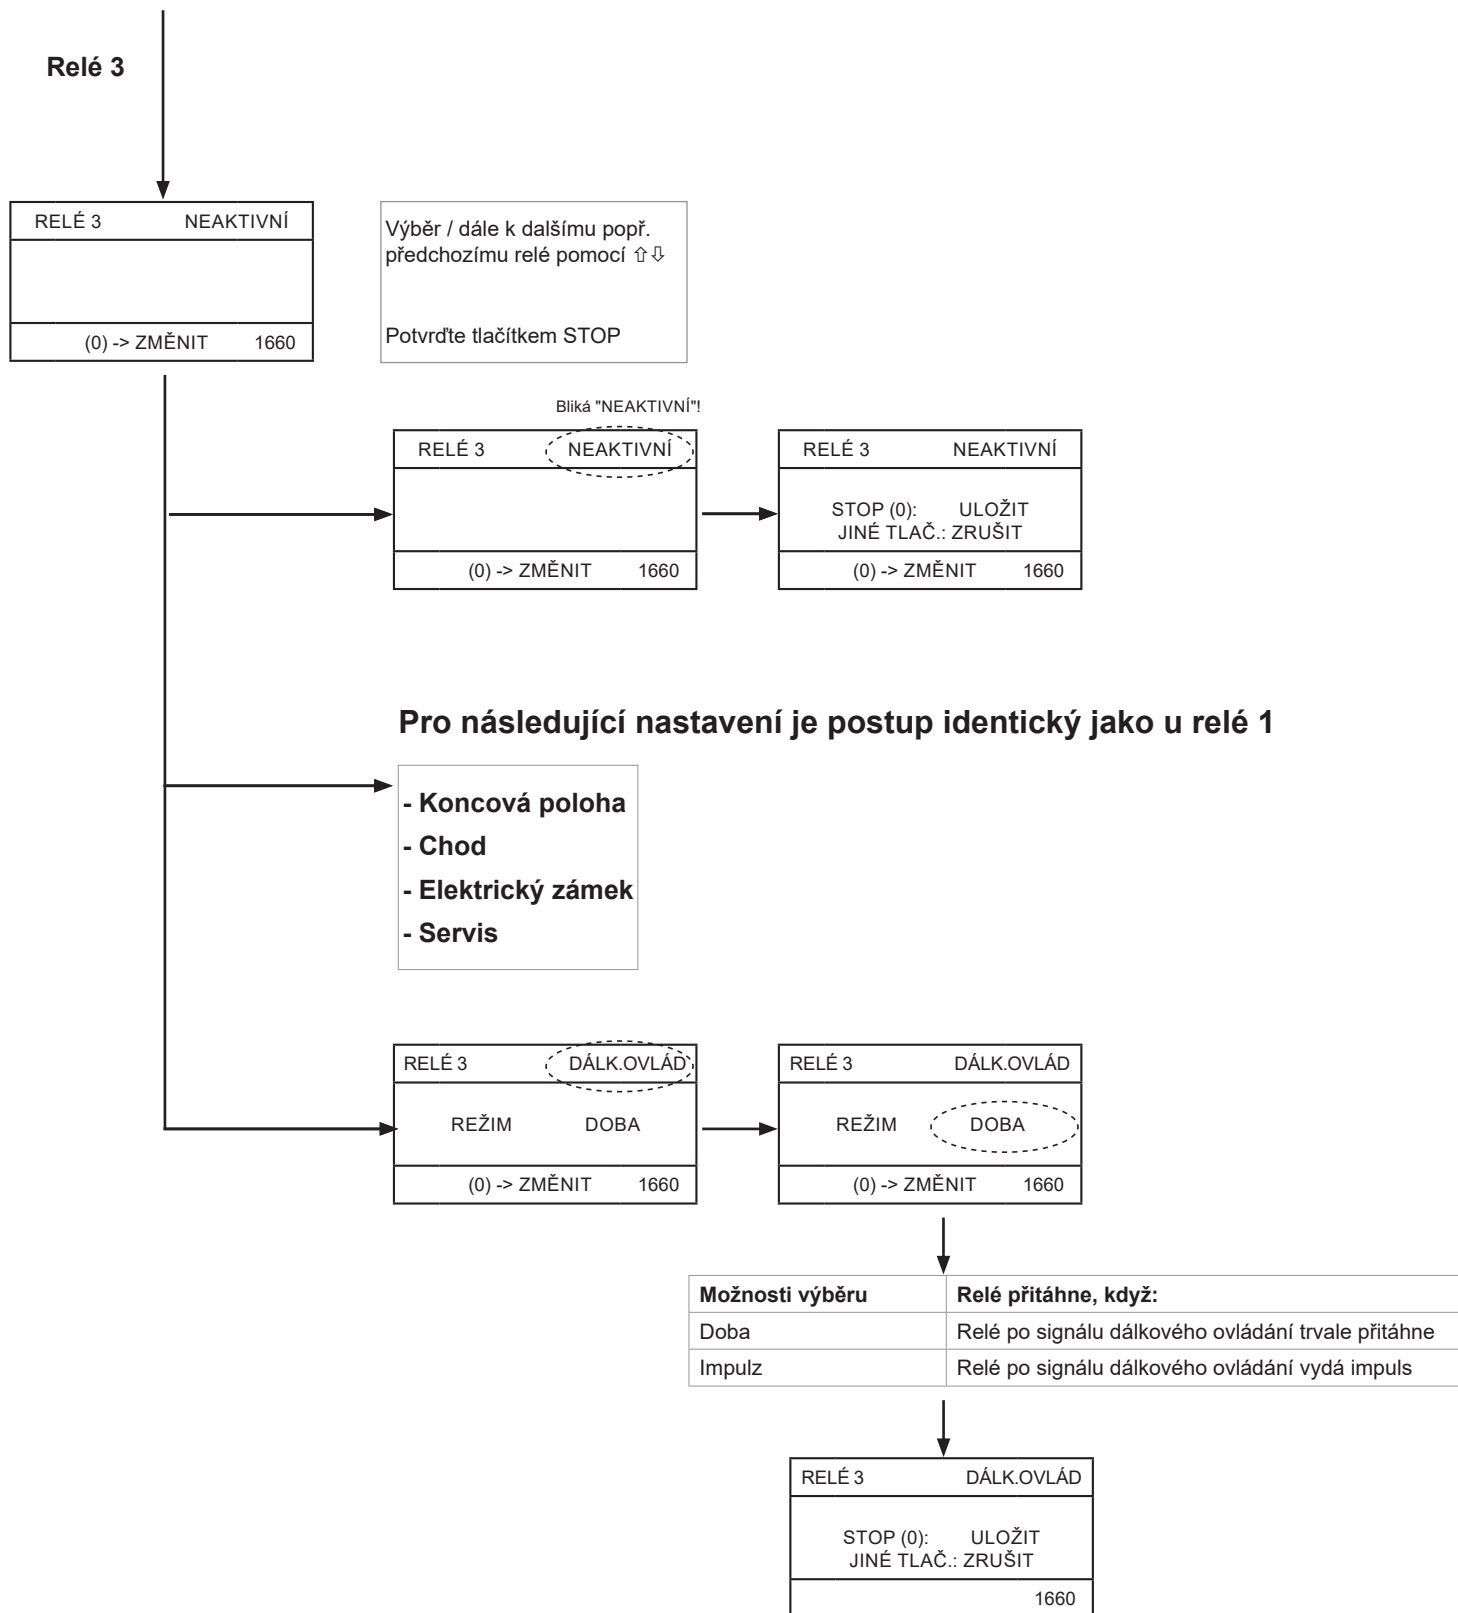 Relé 3
RELÉ 3 NEAKTIVNÍ
(0) -> ZMĚNIT 1660
Výběr / dále k dalšímu popř.
předchozímu relé pomocí ⇧⇩
Potvrďte tlačítkem STOP
Bliká "NEAKTIVNÍ"!
RELÉ 3 NEAKTIVNÍ
(0) -> ZMĚNIT 1660
RELÉ 3 NEAKTIVNÍ
STOP (0): ULOŽIT
JINÉ TLAČ.: ZRUŠIT
(0) -> ZMĚNIT 1660
Pro následující nastavení je postup identický jako u relé 1
- Koncová poloha
- Chod
- Elektrický zámek
- Servis
RELÉ 3 DÁLK.OVLÁD
REŽIM DOBA
(0) -> ZMĚNIT 1660
RELÉ 3 DÁLK.OVLÁD
REŽIM DOBA
(0) -> ZMĚNIT 1660
Možnosti výběru Relé přitáhne, když:
Doba Relé po signálu dálkového ovládání trvale přitáhne
Impulz Relé po signálu dálkového ovládání vydá impuls
RELÉ 3 DÁLK.OVLÁD
STOP (0): ULOŽIT
JINÉ TLAČ.: ZRUŠIT
1660